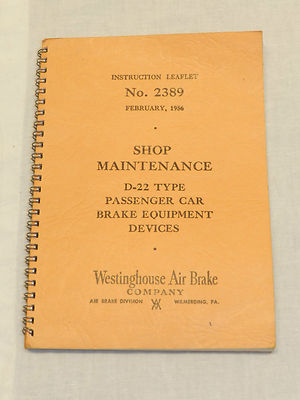 INSTRUCTION LEAFLET
No. 2389
FEBRUARY, 1956
SHOP
MAINTENANCE
D-22 TYPE
PASSENGER CAR
BRAKE EQUIPMENT
DEVICES
Westinghouse Air Brake
COMPANY
AIR BRAKE DIVISION WILMERDING, PA.